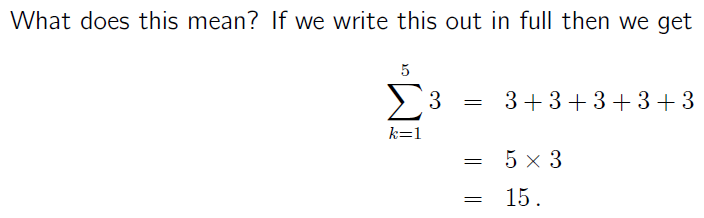 What does this mean? If we write this out in full then we get
5
∑ 3 = 3 + 3 + 3 + 3 + 3
k=1
= 5 × 3
= 15 .